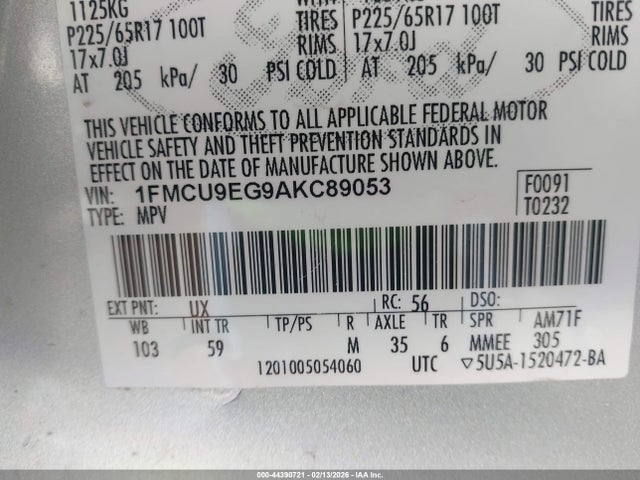 1125KG
P225/65R17 100T TIRES P225/65R17 100T TIRES
17x7.0J RIMS 17x7.0J RIMS
AT 205 kPa/ 30 PSI COLD AT 205 kPa/ 30 PSI COLD
THIS VEHICLE CONFORMS TO ALL APPLICABLE FEDERAL MOTOR
VEHICLE SAFETY AND THEFT PREVENTION STANDARDS IN
EFFECT ON THE DATE OF MANUFACTURE SHOWN ABOVE.
VIN: 1FMCU9EG9AKC89053 F0091
TYPE: MPV T0232
EXT PNT: UX RC: 56 DSO:
WB INT TR TP/PS R AXLE TR SPR AM71F
103 59 M 35 6 MMEE 305
1201005054060 UTC ▽5U5A-1520472-BA
000-44390721 - 02/13/2026 - IAAI.COM